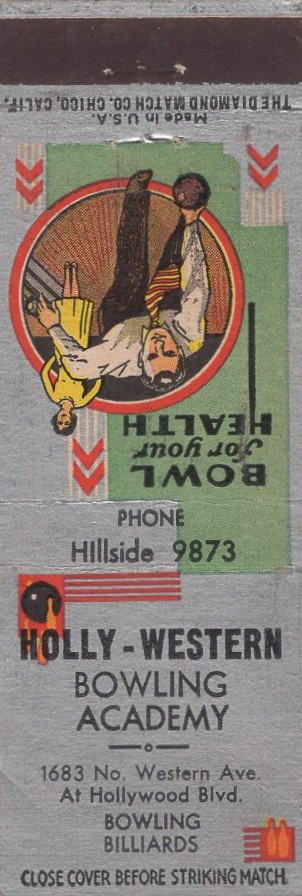 THE DIAMOND MATCH CO. CHICO, CALIF.
Made in U.S.A.
BOWL
for your
HEALTH
PHONE
HIllside 9873
HOLLY-WESTERN
BOWLING
ACADEMY
1683 No. Western Ave.
At Hollywood Blvd.
BOWLING
BILLIARDS
CLOSE COVER BEFORE STRIKING MATCH.